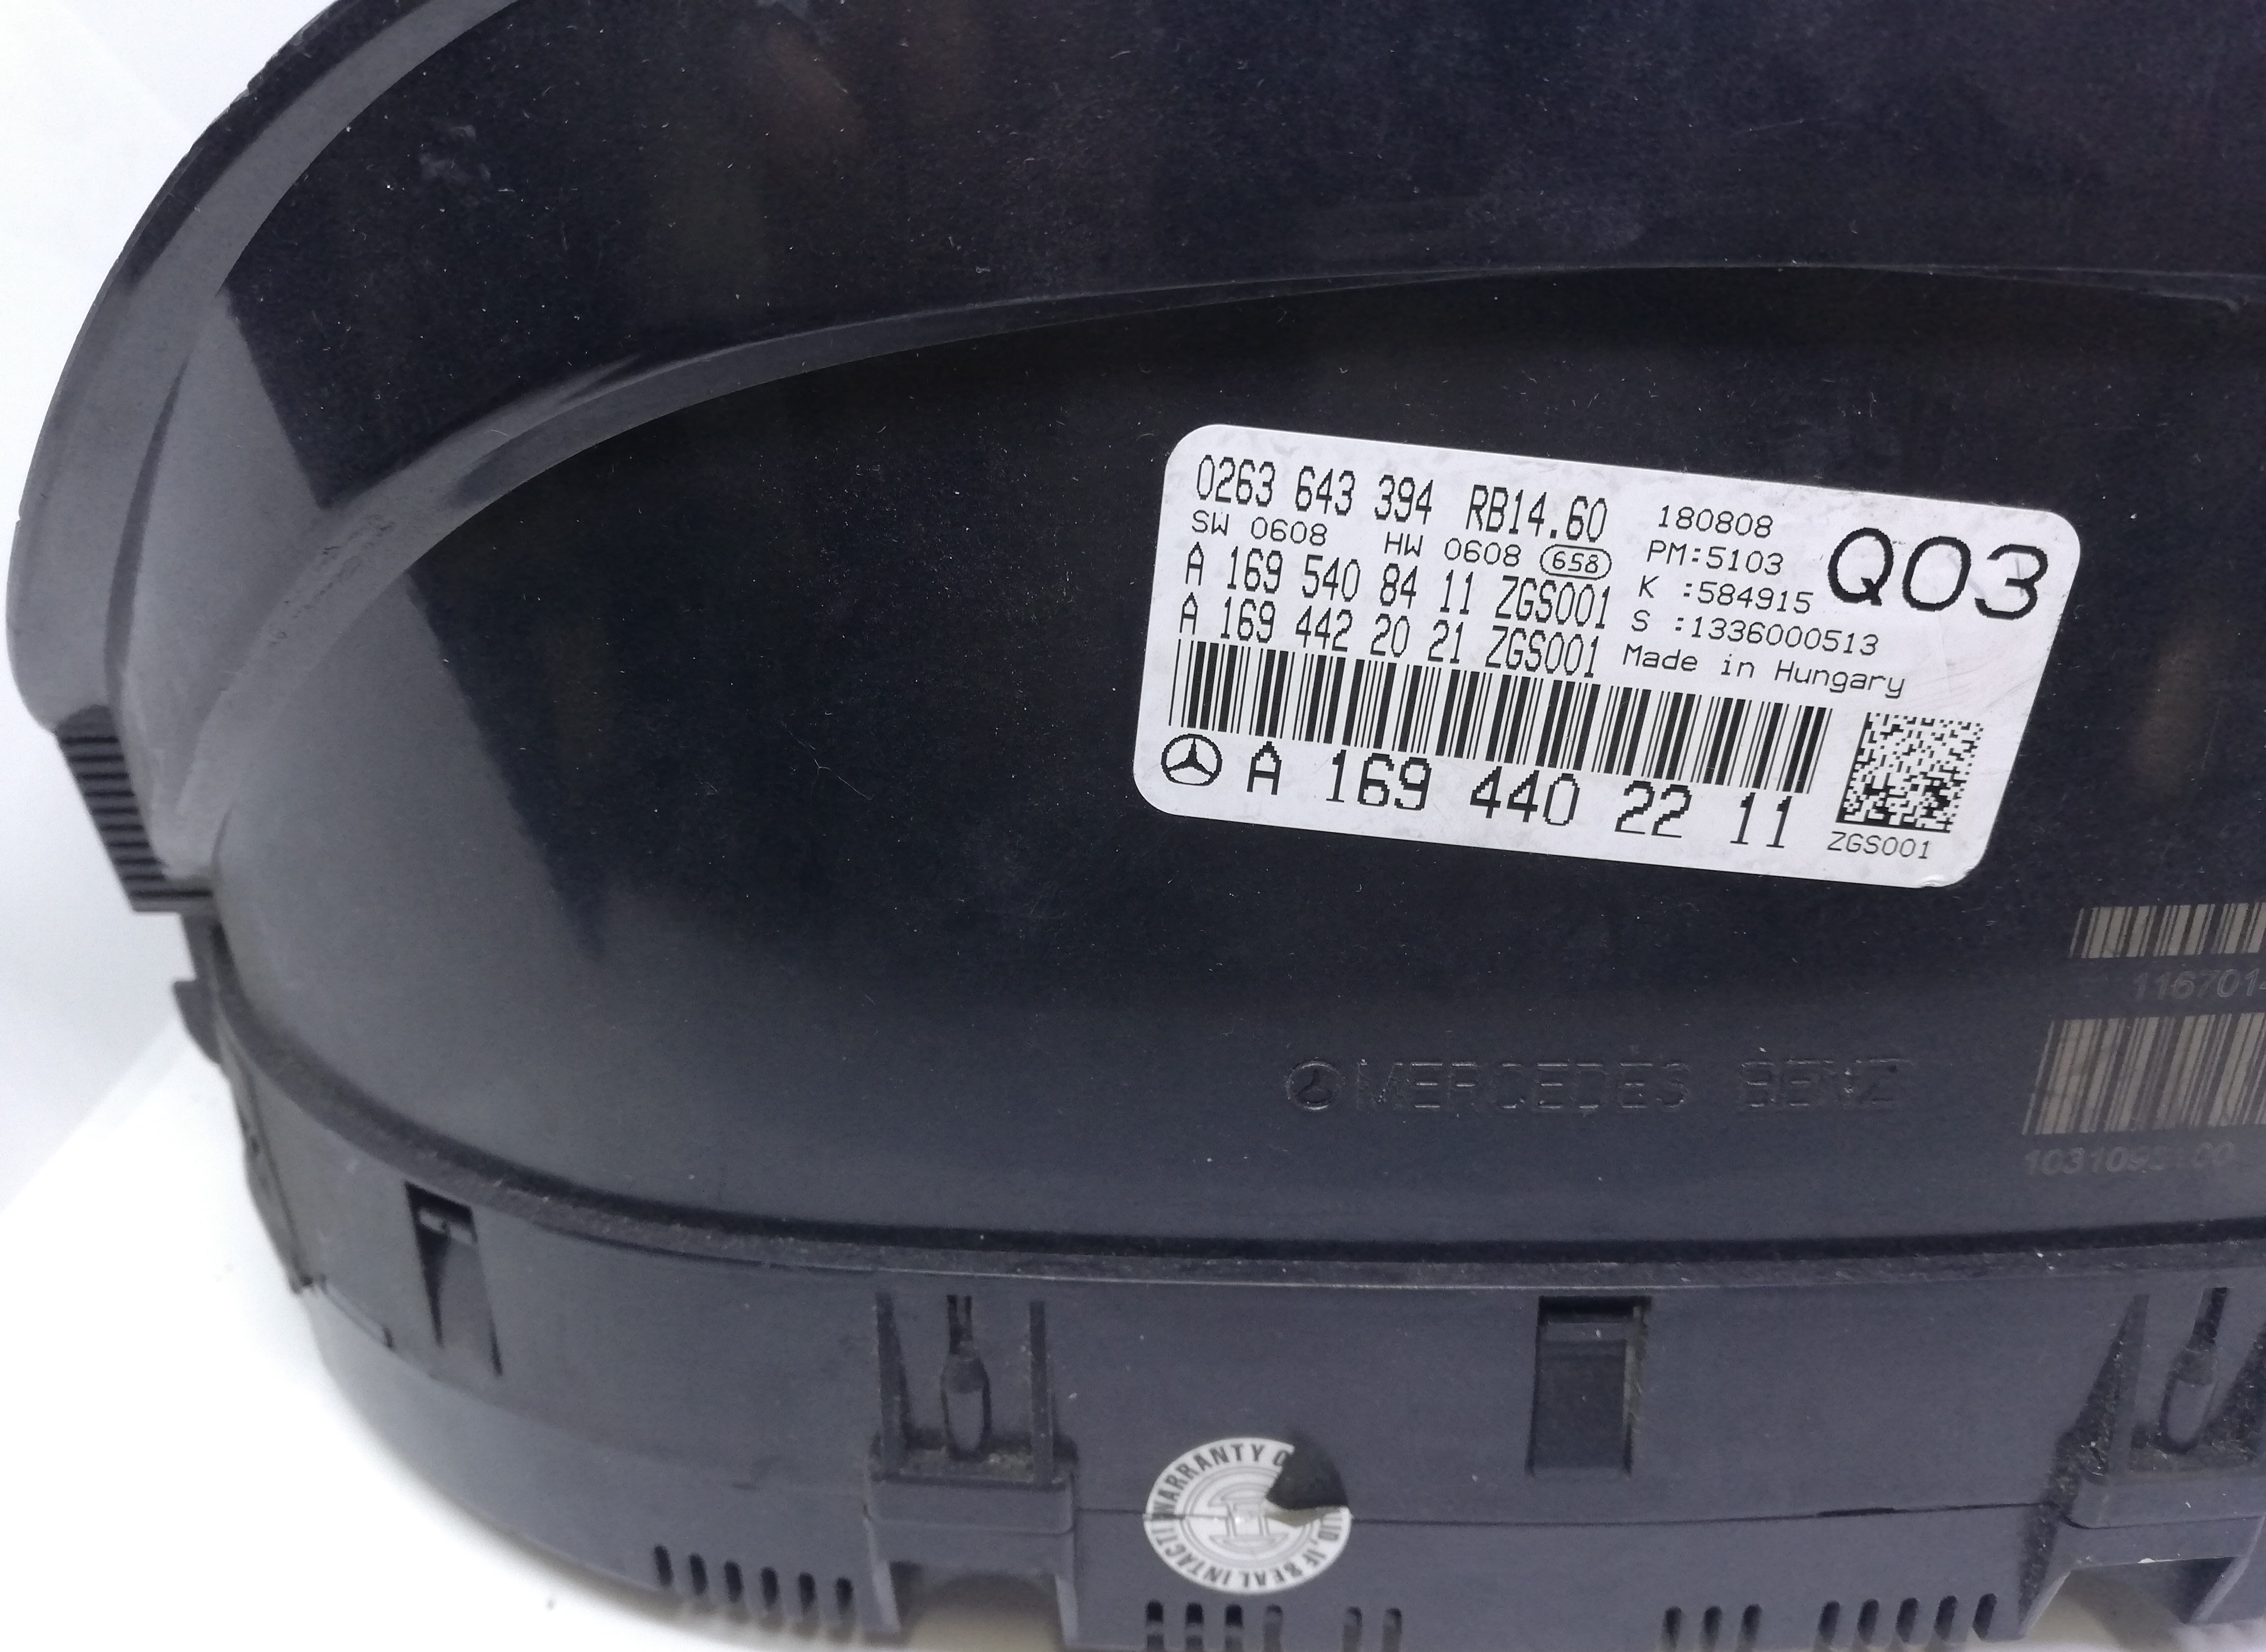 0263 643 394 RB14.60
SW 0608 HW 0608 658
A 169 540 84 11 ZGS001
A 169 442 20 21 ZGS001
180808
PM:5103
K :584915
S :1336000513
Made in Hungary
Q03
A 169 440 22 11
ZGS001
MERCEDES BENZ
WARRANTY
IF SEAL INTACT!